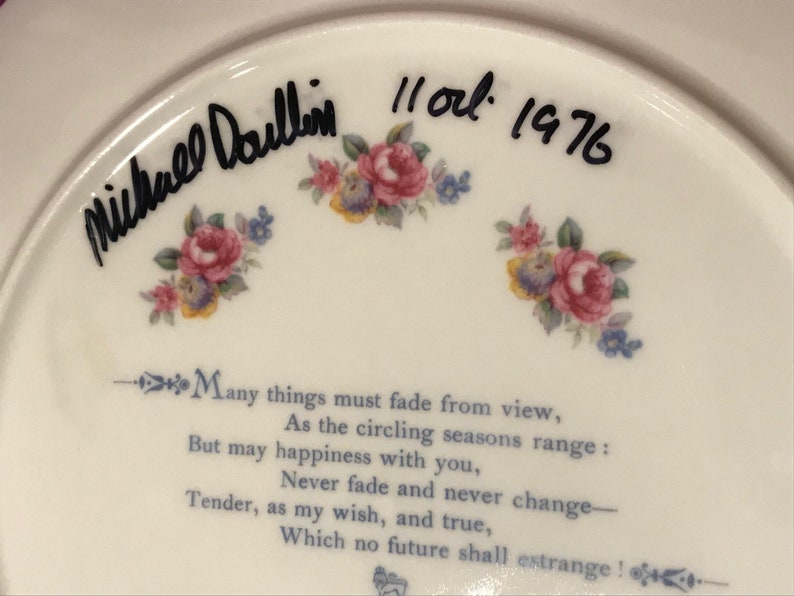 Michael Doullin 11 Oct. 1976
Many things must fade from view,
As the circling seasons range:
But may happiness with you,
Never fade and never change—
Tender, as my wish, and true,
Which no future shall estrange!